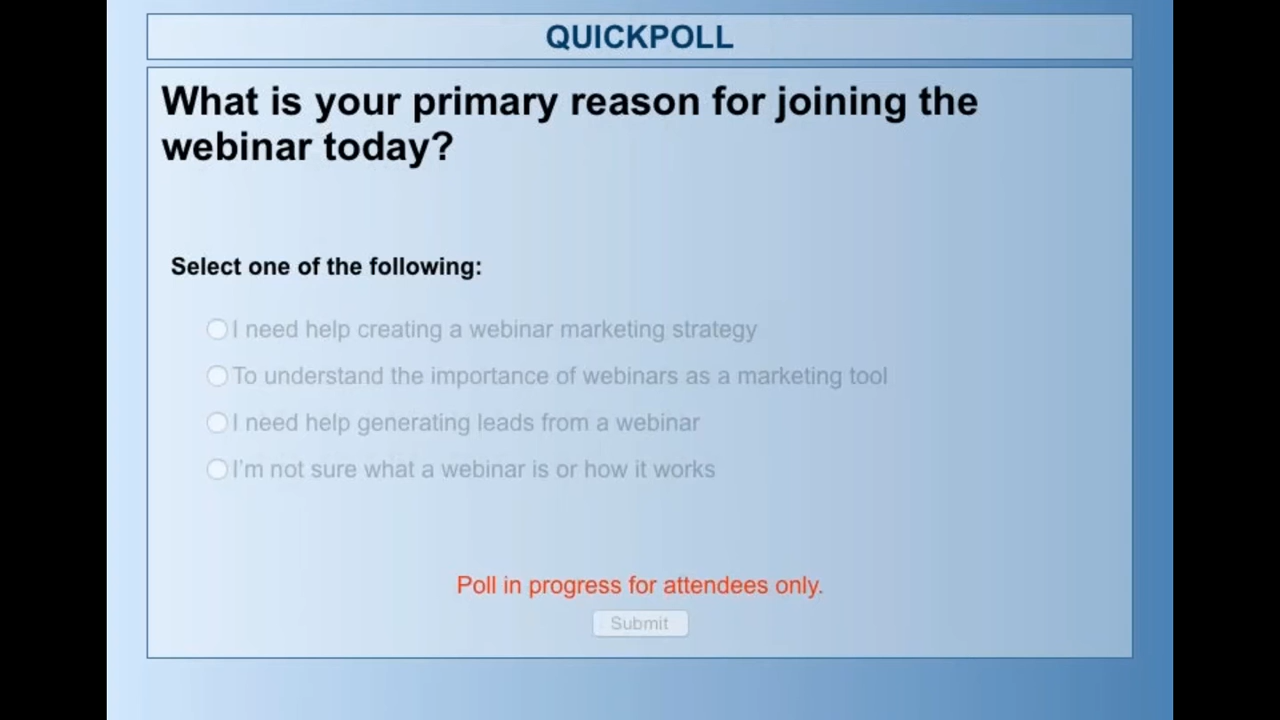 QUICKPOLL
What is your primary reason for joining the
webinar today?
Select one of the following:
I need help creating a webinar marketing strategy
To understand the importance of webinars as a marketing tool
I need help generating leads from a webinar
I'm not sure what a webinar is or how it works
Poll in progress for attendees only.
Submit